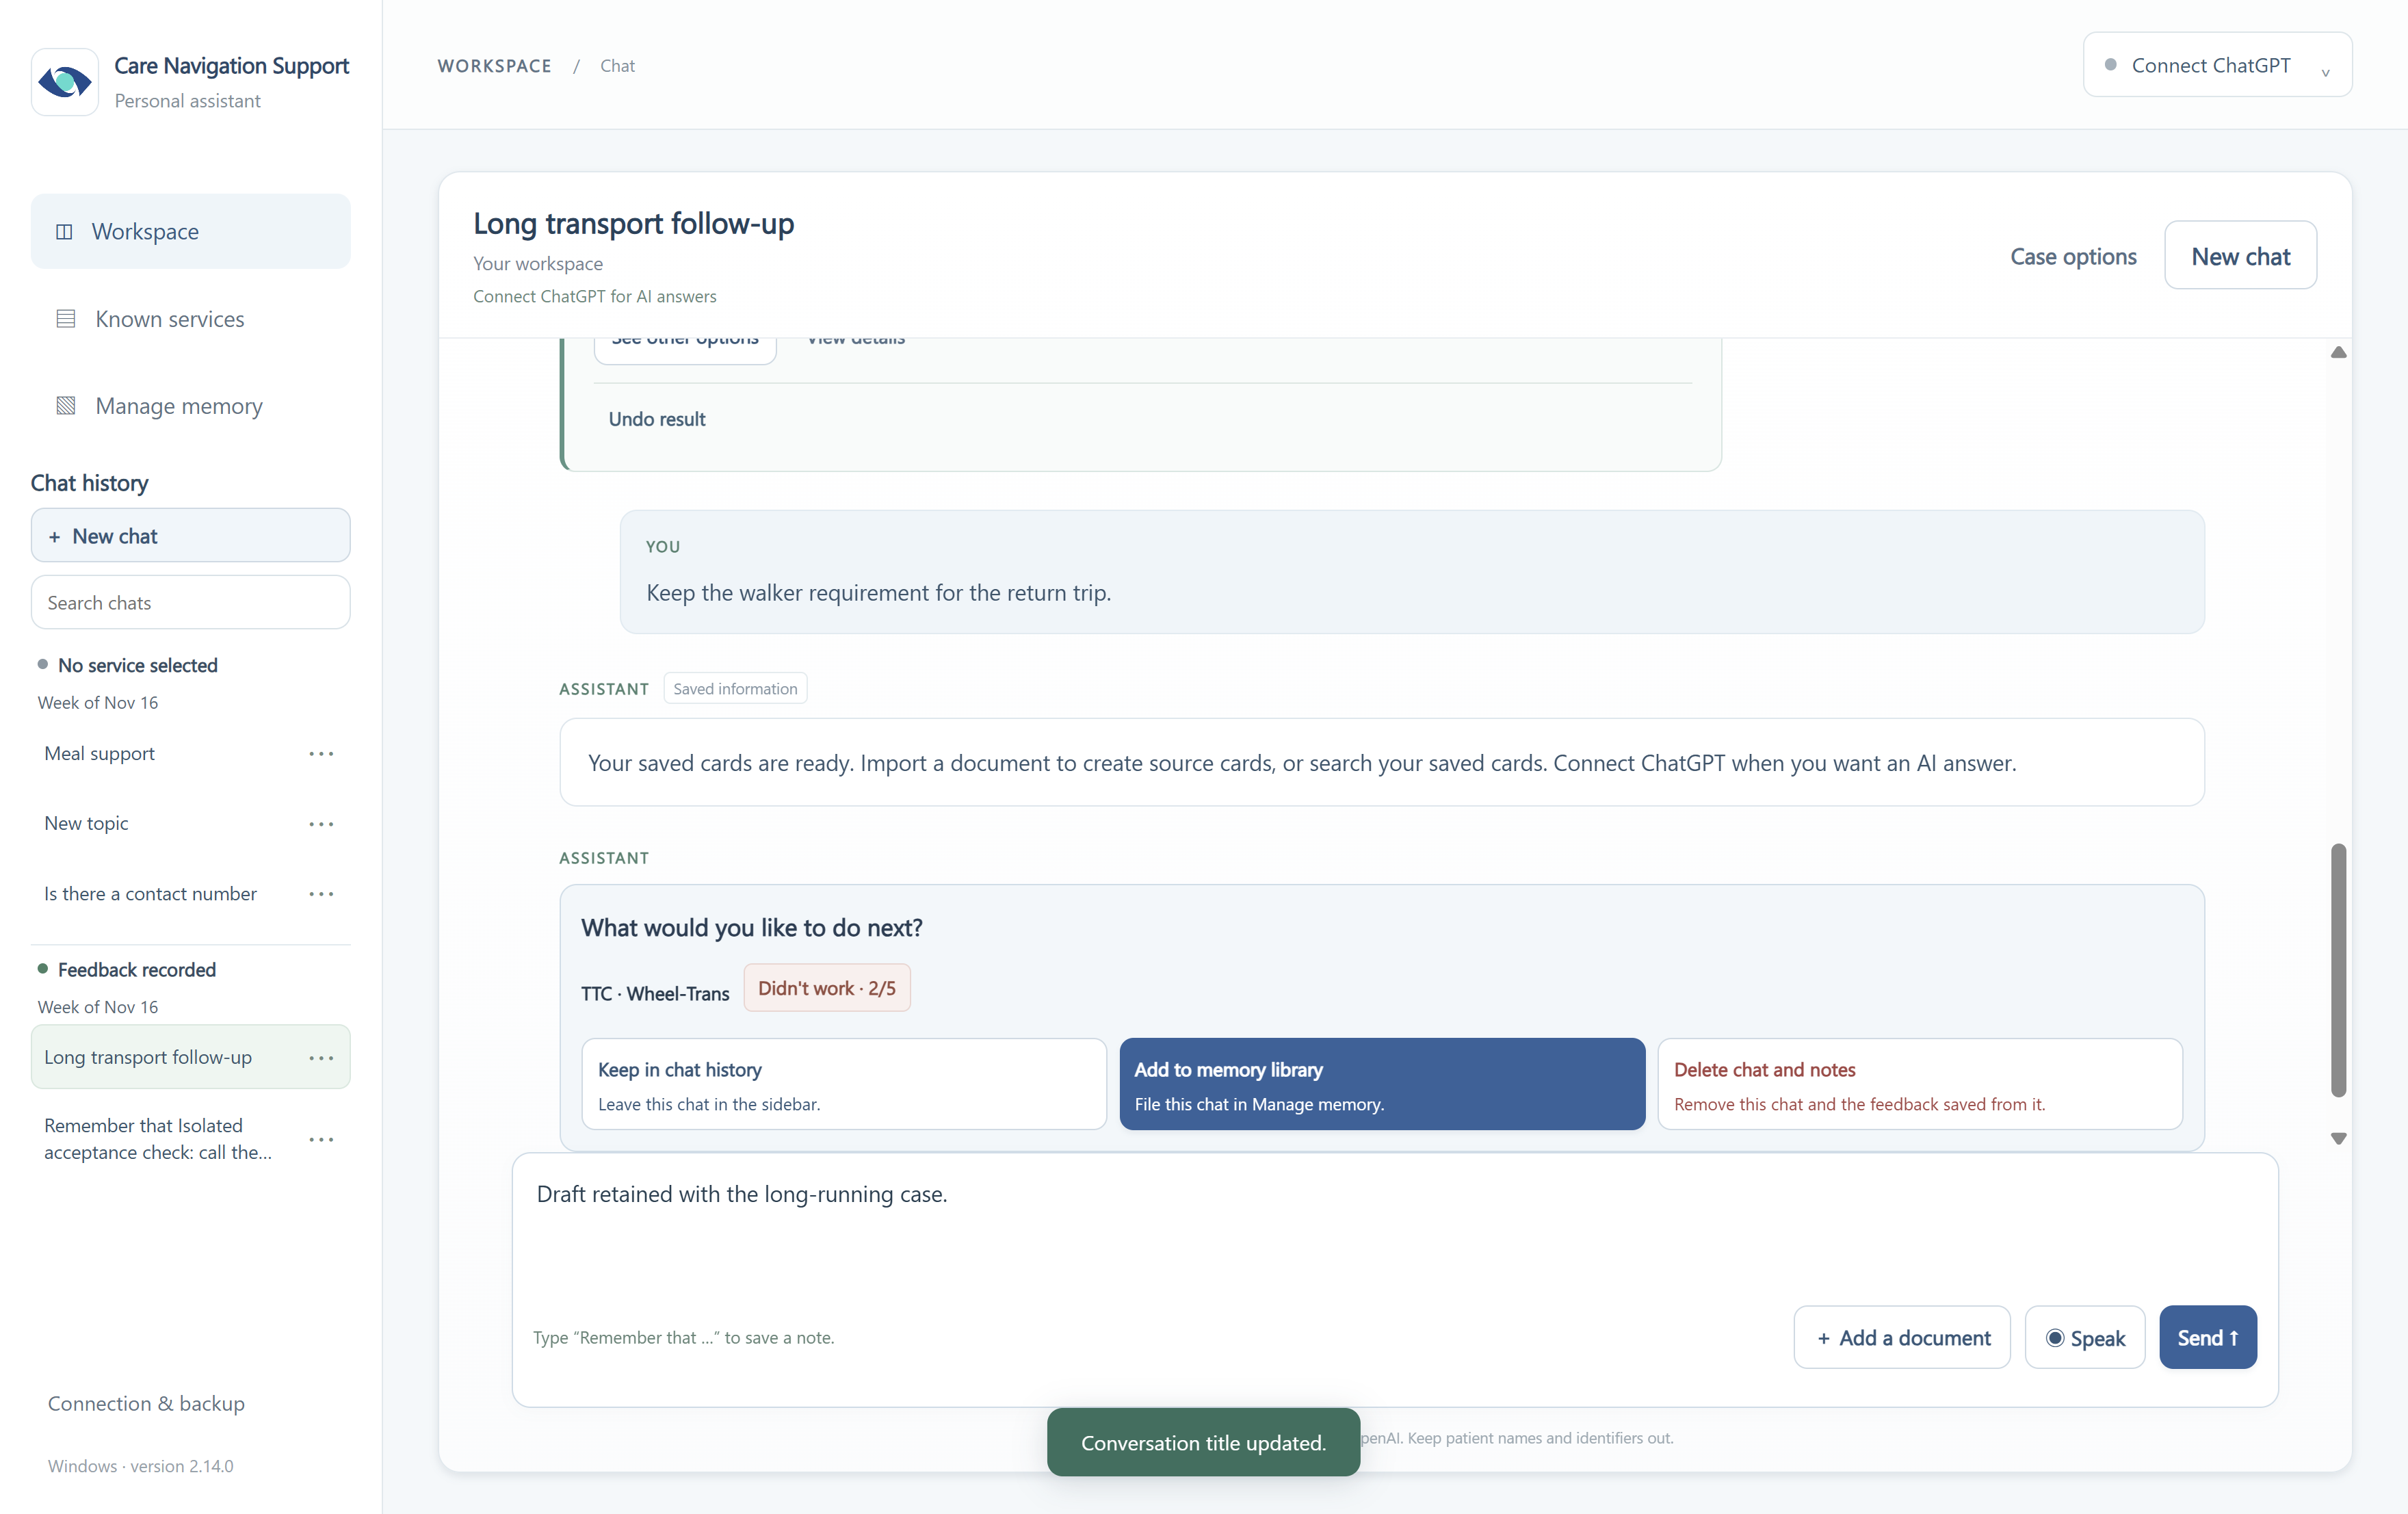 Care Navigation Support
Personal assistant
Workspace
Known services
Manage memory
Chat history
+ New chat
Search chats
No service selected
Week of Nov 16
Meal support
New topic
Is there a contact number
Feedback recorded
Week of Nov 16
Long transport follow-up
Remember that Isolated
acceptance check: call the...
Connection & backup
Windows · version 2.14.0
WORKSPACE / Chat
Connect ChatGPT
Long transport follow-up
Your workspace
Connect ChatGPT for AI answers
Case options
New chat
See other options View details
Undo result
YOU
Keep the walker requirement for the return trip.
ASSISTANT Saved information
Your saved cards are ready. Import a document to create source cards, or search your saved cards. Connect ChatGPT when you want an AI answer.
ASSISTANT
What would you like to do next?
TTC · Wheel-Trans Didn't work · 2/5
Keep in chat history
Leave this chat in the sidebar.
Add to memory library
File this chat in Manage memory.
Delete chat and notes
Remove this chat and the feedback saved from it.
Draft retained with the long-running case.
Type “Remember that ...” to save a note.
+ Add a document
Speak
Send ↑
Conversation title updated.
penAI. Keep patient names and identifiers out.